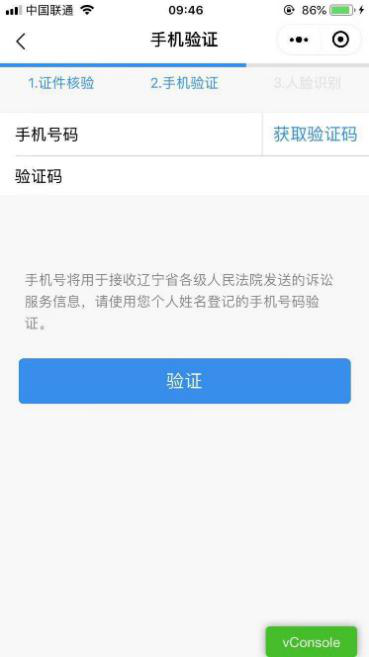 中国联通
09:46
86%
手机验证
1.证件核验
2.手机验证
3.人脸识别
手机号码
获取验证码
验证码
手机号将用于接收辽宁省各级人民法院发送的诉讼
服务信息，请使用您个人姓名登记的手机号码验
证。
验证
vConsole